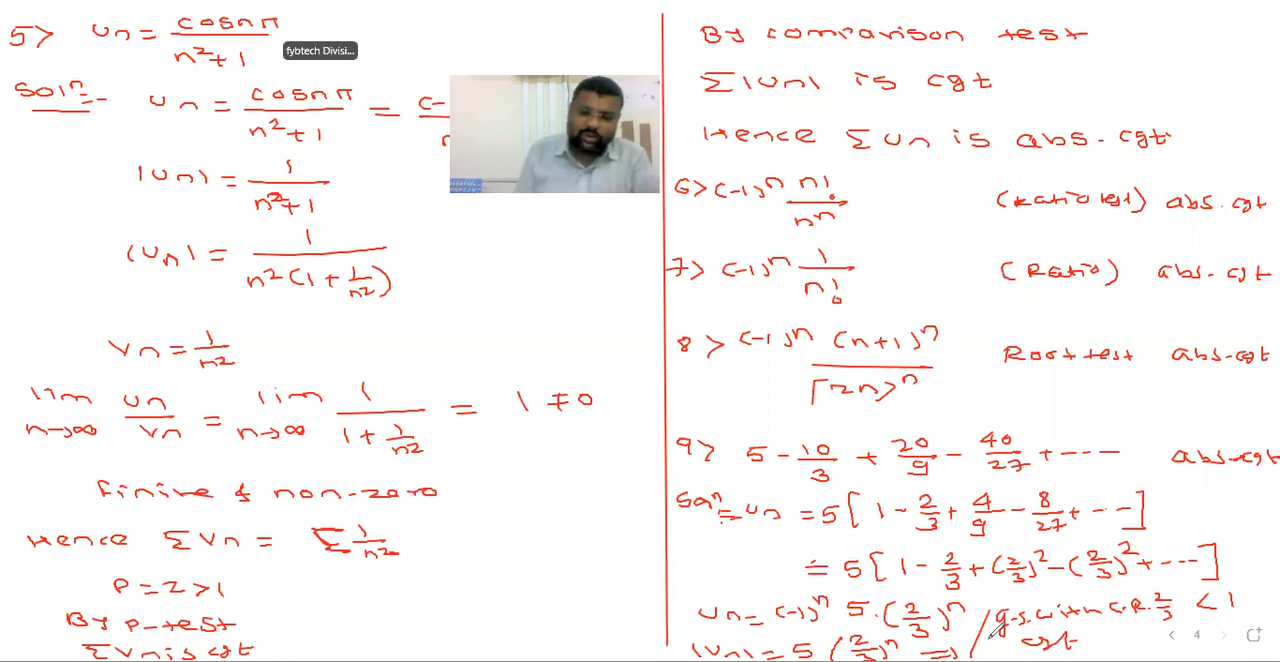 5> un = cosnπ / n²+1
fybtech Divisi...
Solⁿ:- un = cosnπ / n²+1 = (-
|un| = 1 / n²+1
|un| = 1 / n²(1+1/n²)
vn = 1/n²
lim n→∞ un/vn = lim n→∞ 1 / 1+1/n² = 1 ≠ 0
finite & non-zero
Hence Σvn = Σ1/n²
P = 2 > 1
By P-test
Σvn is cgt
By comparison test
Σ|un| is cgt
Hence Σun is abs. cgt.
6> (-1)ⁿ n!/nⁿ (Ratio test) abs. cgt
7> (-1)ⁿ 1/n! (Ratio) abs. cgt
8> (-1)ⁿ (n+1)ⁿ / (2n)ⁿ Root test abs-cgt
9> 5 - 10/3 + 20/9 - 40/27 + ---- abs-cgt
Solⁿ:- un = 5[1 - 2/3 + 4/9 - 8/27 + ----]
= 5[1 - 2/3 + (2/3)² - (2/3)² + ----]
un = (-1)ⁿ 5.(2/3)ⁿ / g.s. with C.R. 2/3 < 1
|un| = 5 (2/3)ⁿ ⇒ cgt
4